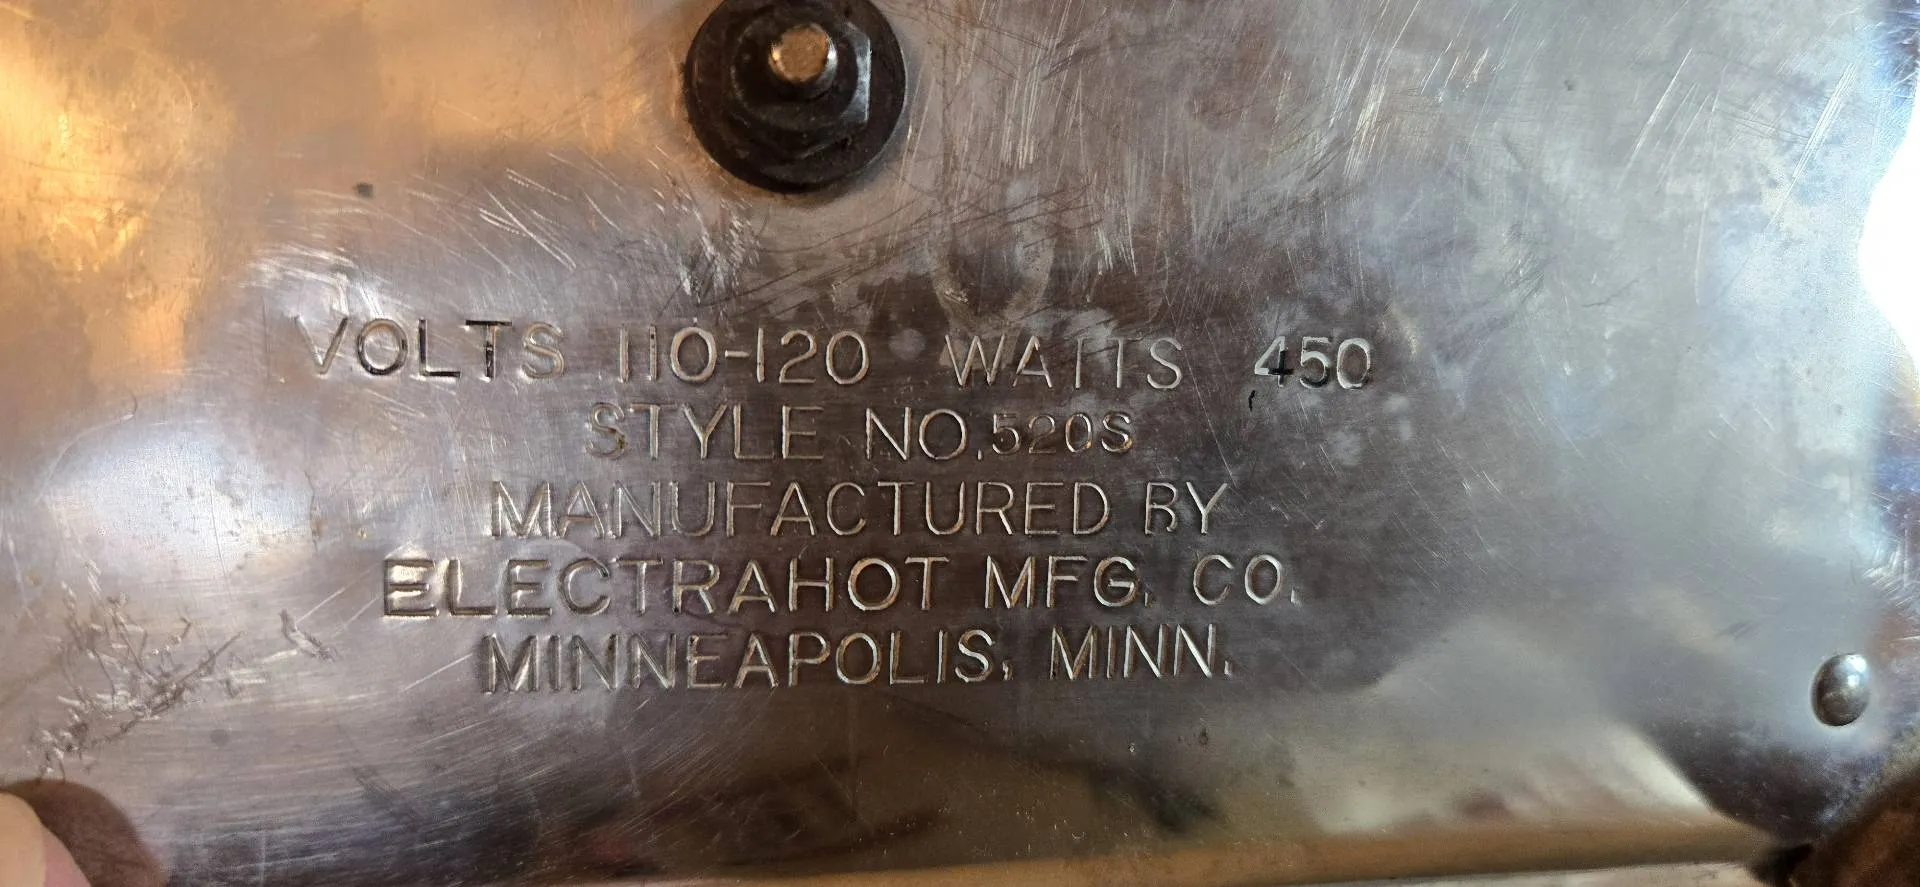 VOLTS 110-120 WATTS 450
STYLE NO. 520S
MANUFACTURED BY
ELECTRAHOT MFG. CO.
MINNEAPOLIS, MINN.